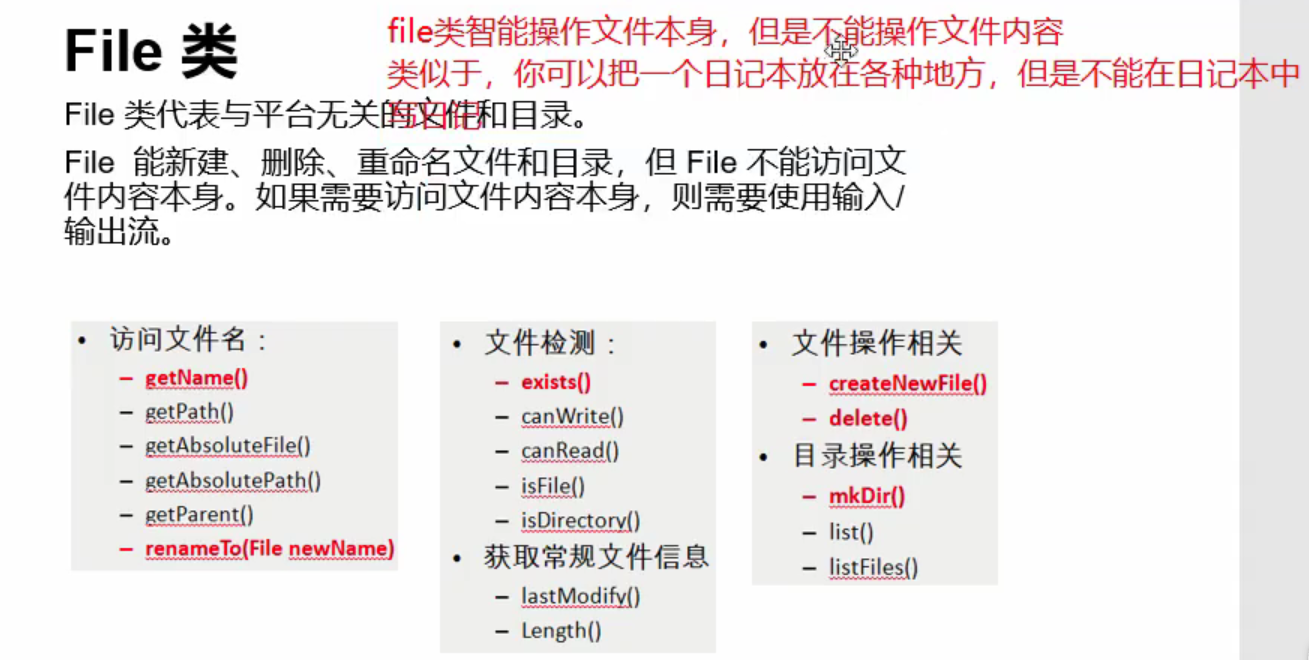 File 类
file类智能操作文件本身，但是不能操作文件内容
类似于，你可以把一个日记本放在各种地方，但是不能在日记本中
写日记
File 类代表与平台无关的文件和目录。
File 能新建、删除、重命名文件和目录，但 File 不能访问文
件内容本身。如果需要访问文件内容本身，则需要使用输入/
输出流。
• 访问文件名：
– getName()
– getPath()
– getAbsoluteFile()
– getAbsolutePath()
– getParent()
– renameTo(File newName)
• 文件检测：
– exists()
– canWrite()
– canRead()
– isFile()
– isDirectory()
• 获取常规文件信息
– lastModify()
– Length()
• 文件操作相关
– createNewFile()
– delete()
• 目录操作相关
– mkDir()
– list()
– listFiles()